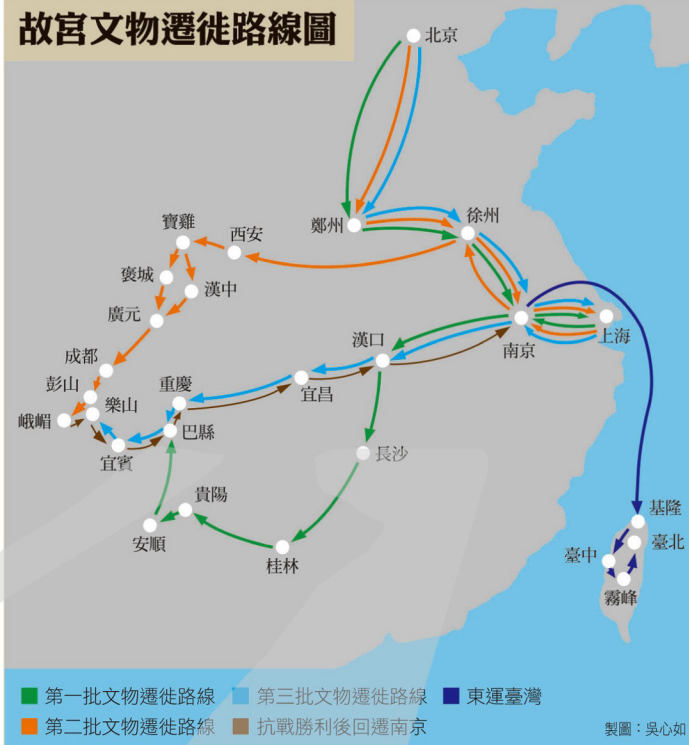 故宮文物遷徙路線圖
北京
鄭州
徐州
寶雞
西安
褒城
漢中
廣元
南京
上海
漢口
成都
彭山
重慶
宜昌
峨嵋
樂山
巴縣
宜賓
長沙
貴陽
安順
桂林
基隆
臺北
臺中
霧峰
第一批文物遷徙路線
第三批文物遷徙路線
東運臺灣
第二批文物遷徙路線
抗戰勝利後回遷南京
製圖：吳心如